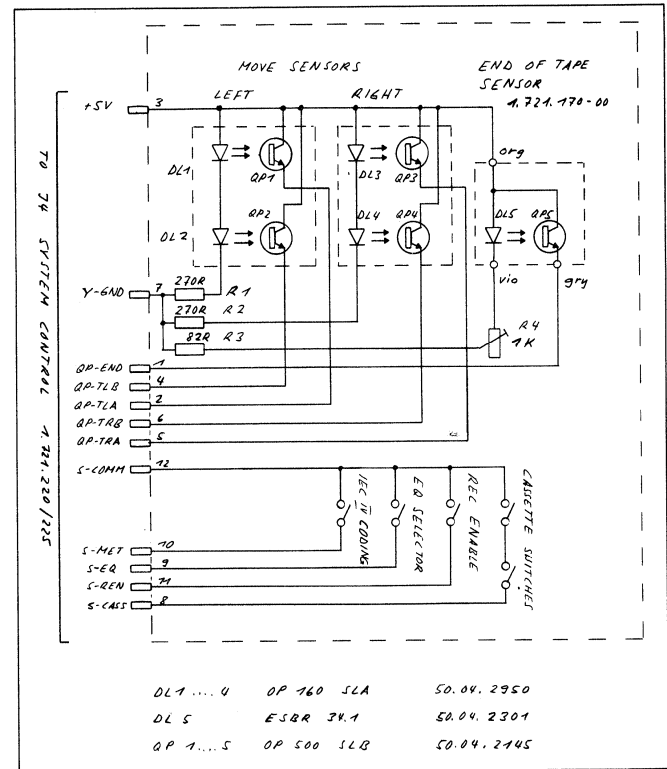 MOVE SENSORS
END OF TAPE
SENSOR
1.721.170-00
LEFT
RIGHT
+5V 3
org
DL1
QP1
DL3
QP3
DL2
QP2
DL4
QP4
DL5
QP5
vio
gry
Y-GND 7
270R R1
270R R2
82R R3
R4
1K
QP-END 1
QP-TLB 4
QP-TLA 2
QP-TRB 6
QP-TRA 5
S-COMM 12
IEC IV CODING
EQ SELECTOR
REC ENABLE
CASSETTE SWITCHES
S-MET 10
S-EQ 9
S-REN 11
S-CASS 8
TO J4 SYSTEM CONTROL 1.721.220/225
DL1....4 OP 160 SLA 50.04.2950
DL5 ESBR 34.1 50.04.2301
QP 1....5 OP 500 SLB 50.04.2145